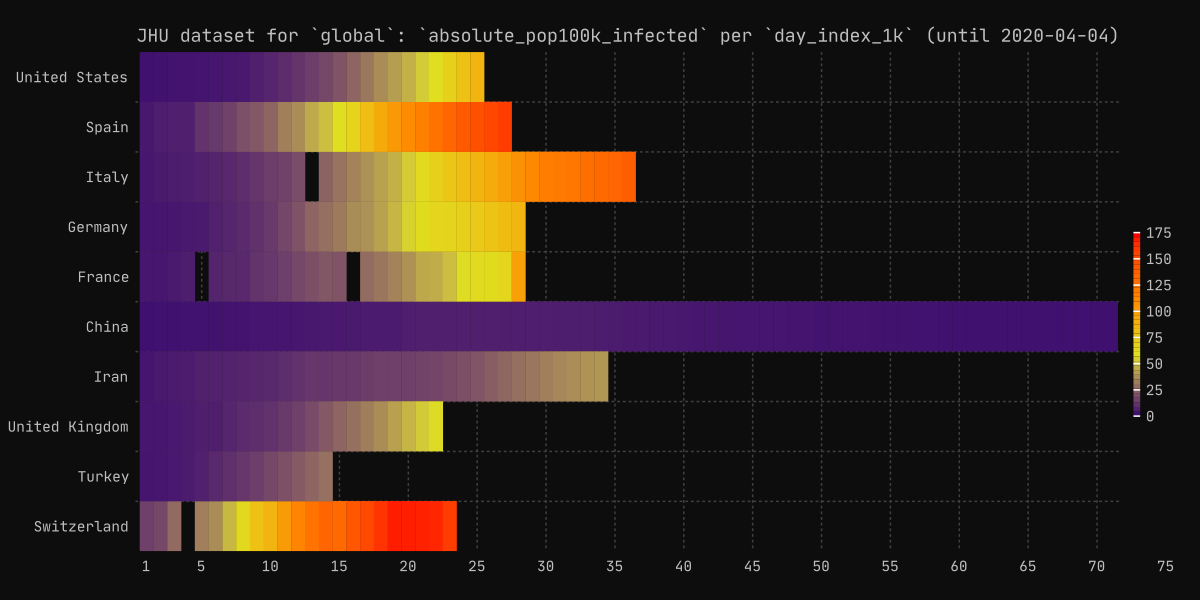 JHU dataset for `global`: `absolute_pop100k_infected` per `day_index_1k` (until 2020-04-04)
United States
Spain
Italy
Germany
France
China
Iran
United Kingdom
Turkey
Switzerland
175
150
125
100
75
50
25
0
1 5 10 15 20 25 30 35 40 45 50 55 60 65 70 75